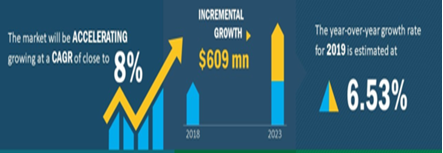 The market will be ACCELERATING
growing at a CAGR of close to
8%
INCREMENTAL
GROWTH
$609 mn
2018
2023
The year-over-year growth rate
for 2019 is estimated at
6.53%